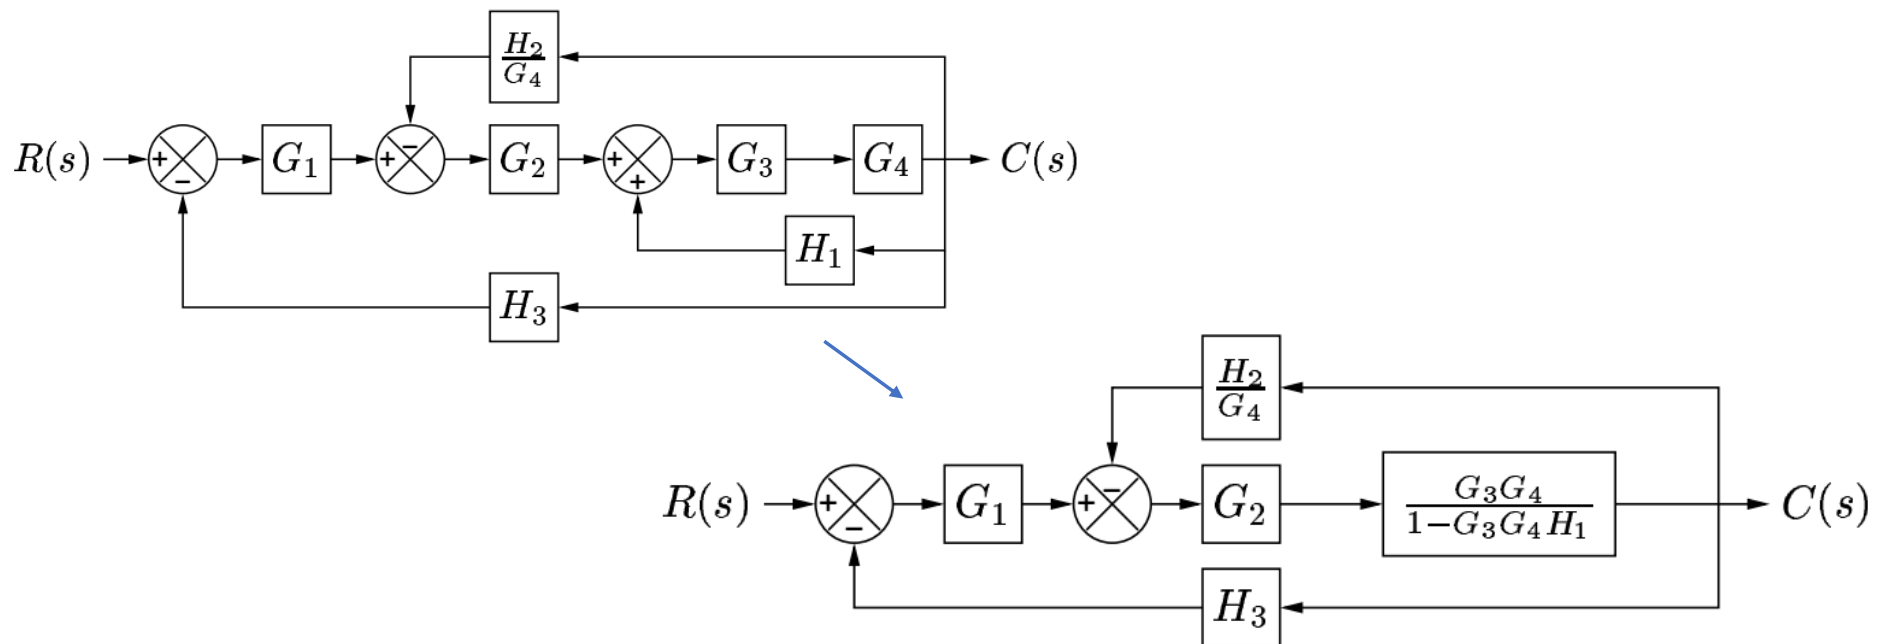 H₂
G₄
R(s) + − G₁ + − G₂ + + G₃ G₄ C(s)
H₁
H₃
H₂
G₄
R(s) + − G₁ + − G₂ G₃G₄ C(s)
1−G₃G₄H₁
H₃